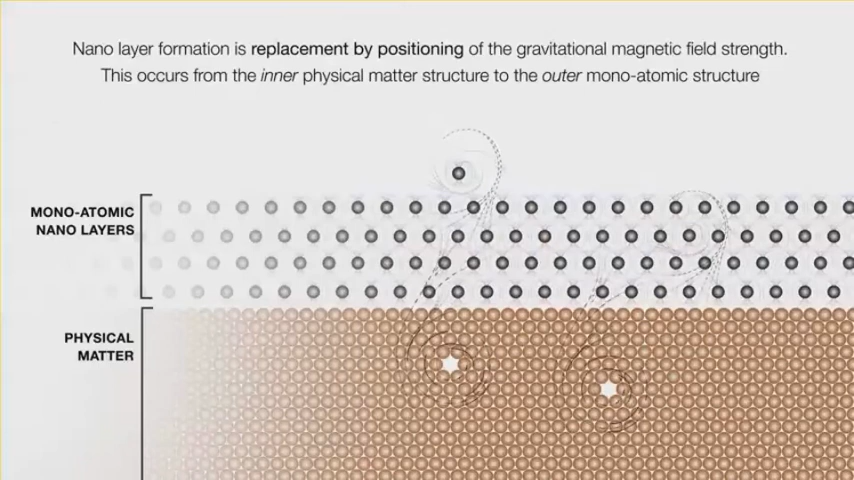 Nano layer formation is replacement by positioning of the gravitational magnetic field strength.
This occurs from the inner physical matter structure to the outer mono-atomic structure
MONO-ATOMIC
NANO LAYERS
PHYSICAL
MATTER